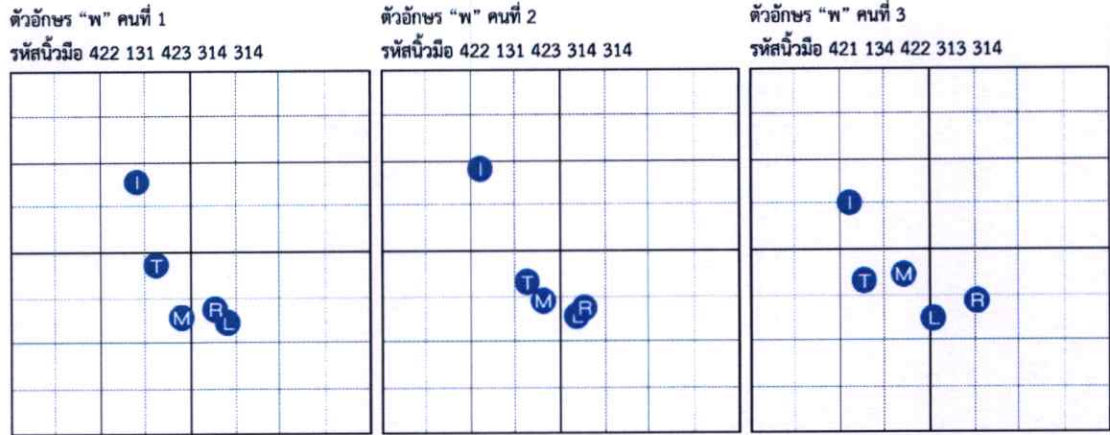 ตัวอักษร “พ” คนที่ 1
รหัสนิ้วมือ 422 131 423 314 314
I
T
M
R
L
ตัวอักษร “พ” คนที่ 2
รหัสนิ้วมือ 422 131 423 314 314
I
T
M
L
R
ตัวอักษร “พ” คนที่ 3
รหัสนิ้วมือ 421 134 422 313 314
I
T
M
L
R